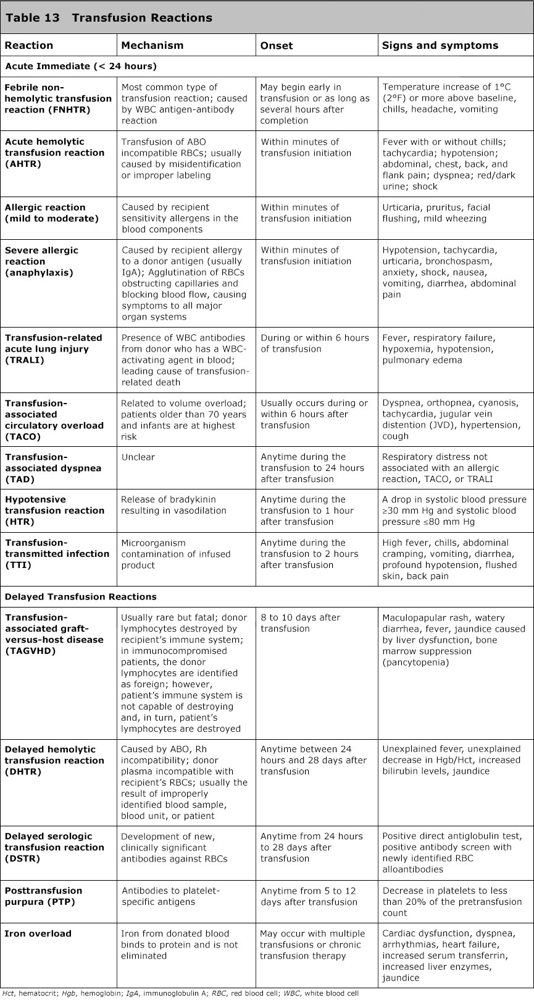 Table 13 Transfusion Reactions
Reaction
Mechanism
Onset
Signs and symptoms
Acute Immediate (< 24 hours)
Febrile non-
hemolytic transfusion
reaction (FNHTR)
Most common type of
transfusion reaction; caused
by WBC antigen-antibody
reaction
May begin early in
transfusion or as long as
several hours after
completion
Temperature increase of 1°C
(2°F) or more above baseline,
chills, headache, vomiting
Acute hemolytic
transfusion reaction
(AHTR)
Transfusion of ABO
incompatible RBCs; usually
caused by misidentification
or improper labeling
Within minutes of
transfusion initiation
Fever with or without chills;
tachycardia; hypotension;
abdominal, chest, back, and
flank pain; dyspnea; red/dark
urine; shock
Allergic reaction
(mild to moderate)
Caused by recipient
sensitivity allergens in the
blood components
Within minutes of
transfusion initiation
Urticaria, pruritus, facial
flushing, mild wheezing
Severe allergic
reaction
(anaphylaxis)
Caused by recipient allergy
to a donor antigen (usually
IgA); Agglutination of RBCs
obstructing capillaries and
blocking blood flow, causing
symptoms to all major
organ systems
Within minutes of
transfusion initiation
Hypotension, tachycardia,
urticaria, bronchospasm,
anxiety, shock, nausea,
vomiting, diarrhea, abdominal
pain
Transfusion-related
acute lung injury
(TRALI)
Presence of WBC antibodies
from donor who has a WBC-
activating agent in blood;
leading cause of transfusion-
related death
During or within 6 hours
of transfusion
Fever, respiratory failure,
hypoxemia, hypotension,
pulmonary edema
Transfusion-
associated
circulatory overload
(TACO)
Related to volume overload;
patients older than 70 years
and infants are at highest
risk
Usually occurs during or
within 6 hours after
transfusion
Dyspnea, orthopnea, cyanosis,
tachycardia, jugular vein
distention (JVD), hypertension,
cough
Transfusion-
associated dyspnea
(TAD)
Unclear
Anytime during the
transfusion to 24 hours
after transfusion
Respiratory distress not
associated with an allergic
reaction, TACO, or TRALI
Hypotensive
transfusion reaction
(HTR)
Release of bradykinin
resulting in vasodilation
Anytime during the
transfusion to 1 hour
after transfusion
A drop in systolic blood pressure
≥30 mm Hg and systolic blood
pressure ≤80 mm Hg
Transfusion-
transmitted infection
(TTI)
Microorganism
contamination of infused
product
Anytime during the
transfusion to 2 hours
after transfusion
High fever, chills, abdominal
cramping, vomiting, diarrhea,
profound hypotension, flushed
skin, back pain
Delayed Transfusion Reactions
Transfusion-
associated graft-
versus-host disease
(TAGVHD)
Usually rare but fatal; donor
lymphocytes destroyed by
recipient's immune system;
in immunocompromised
patients, the donor
lymphocytes are identified
as foreign; however,
patient's immune system is
not capable of destroying
and, in turn, patient's
lymphocytes are destroyed
8 to 10 days after
transfusion
Maculopapular rash, watery
diarrhea, fever, jaundice caused
by liver dysfunction, bone
marrow suppression
(pancytopenia)
Delayed hemolytic
transfusion reaction
(DHTR)
Caused by ABO, Rh
incompatibility; donor
plasma incompatible with
recipient's RBCs; usually the
result of improperly
identified blood sample,
blood unit, or patient
Anytime between 24
hours and 28 days after
transfusion
Unexplained fever, unexplained
decrease in Hgb/Hct, increased
bilirubin levels, jaundice
Delayed serologic
transfusion reaction
(DSTR)
Development of new,
clinically significant
antibodies against RBCs
Anytime from 24 hours
to 28 days after
transfusion
Positive direct antiglobulin test,
positive antibody screen with
newly identified RBC
alloantibodies
Posttransfusion
purpura (PTP)
Antibodies to platelet-
specific antigens
Anytime from 5 to 12
days after transfusion
Decrease in platelets to less
than 20% of the pretransfusion
count
Iron overload
Iron from donated blood
binds to protein and is not
eliminated
May occur with multiple
transfusions or chronic
transfusion therapy
Cardiac dysfunction, dyspnea,
arrhythmias, heart failure,
increased serum transferrin,
increased liver enzymes,
jaundice
Hct, hematocrit; Hgb, hemoglobin; IgA, immunoglobulin A; RBC, red blood cell; WBC, white blood cell